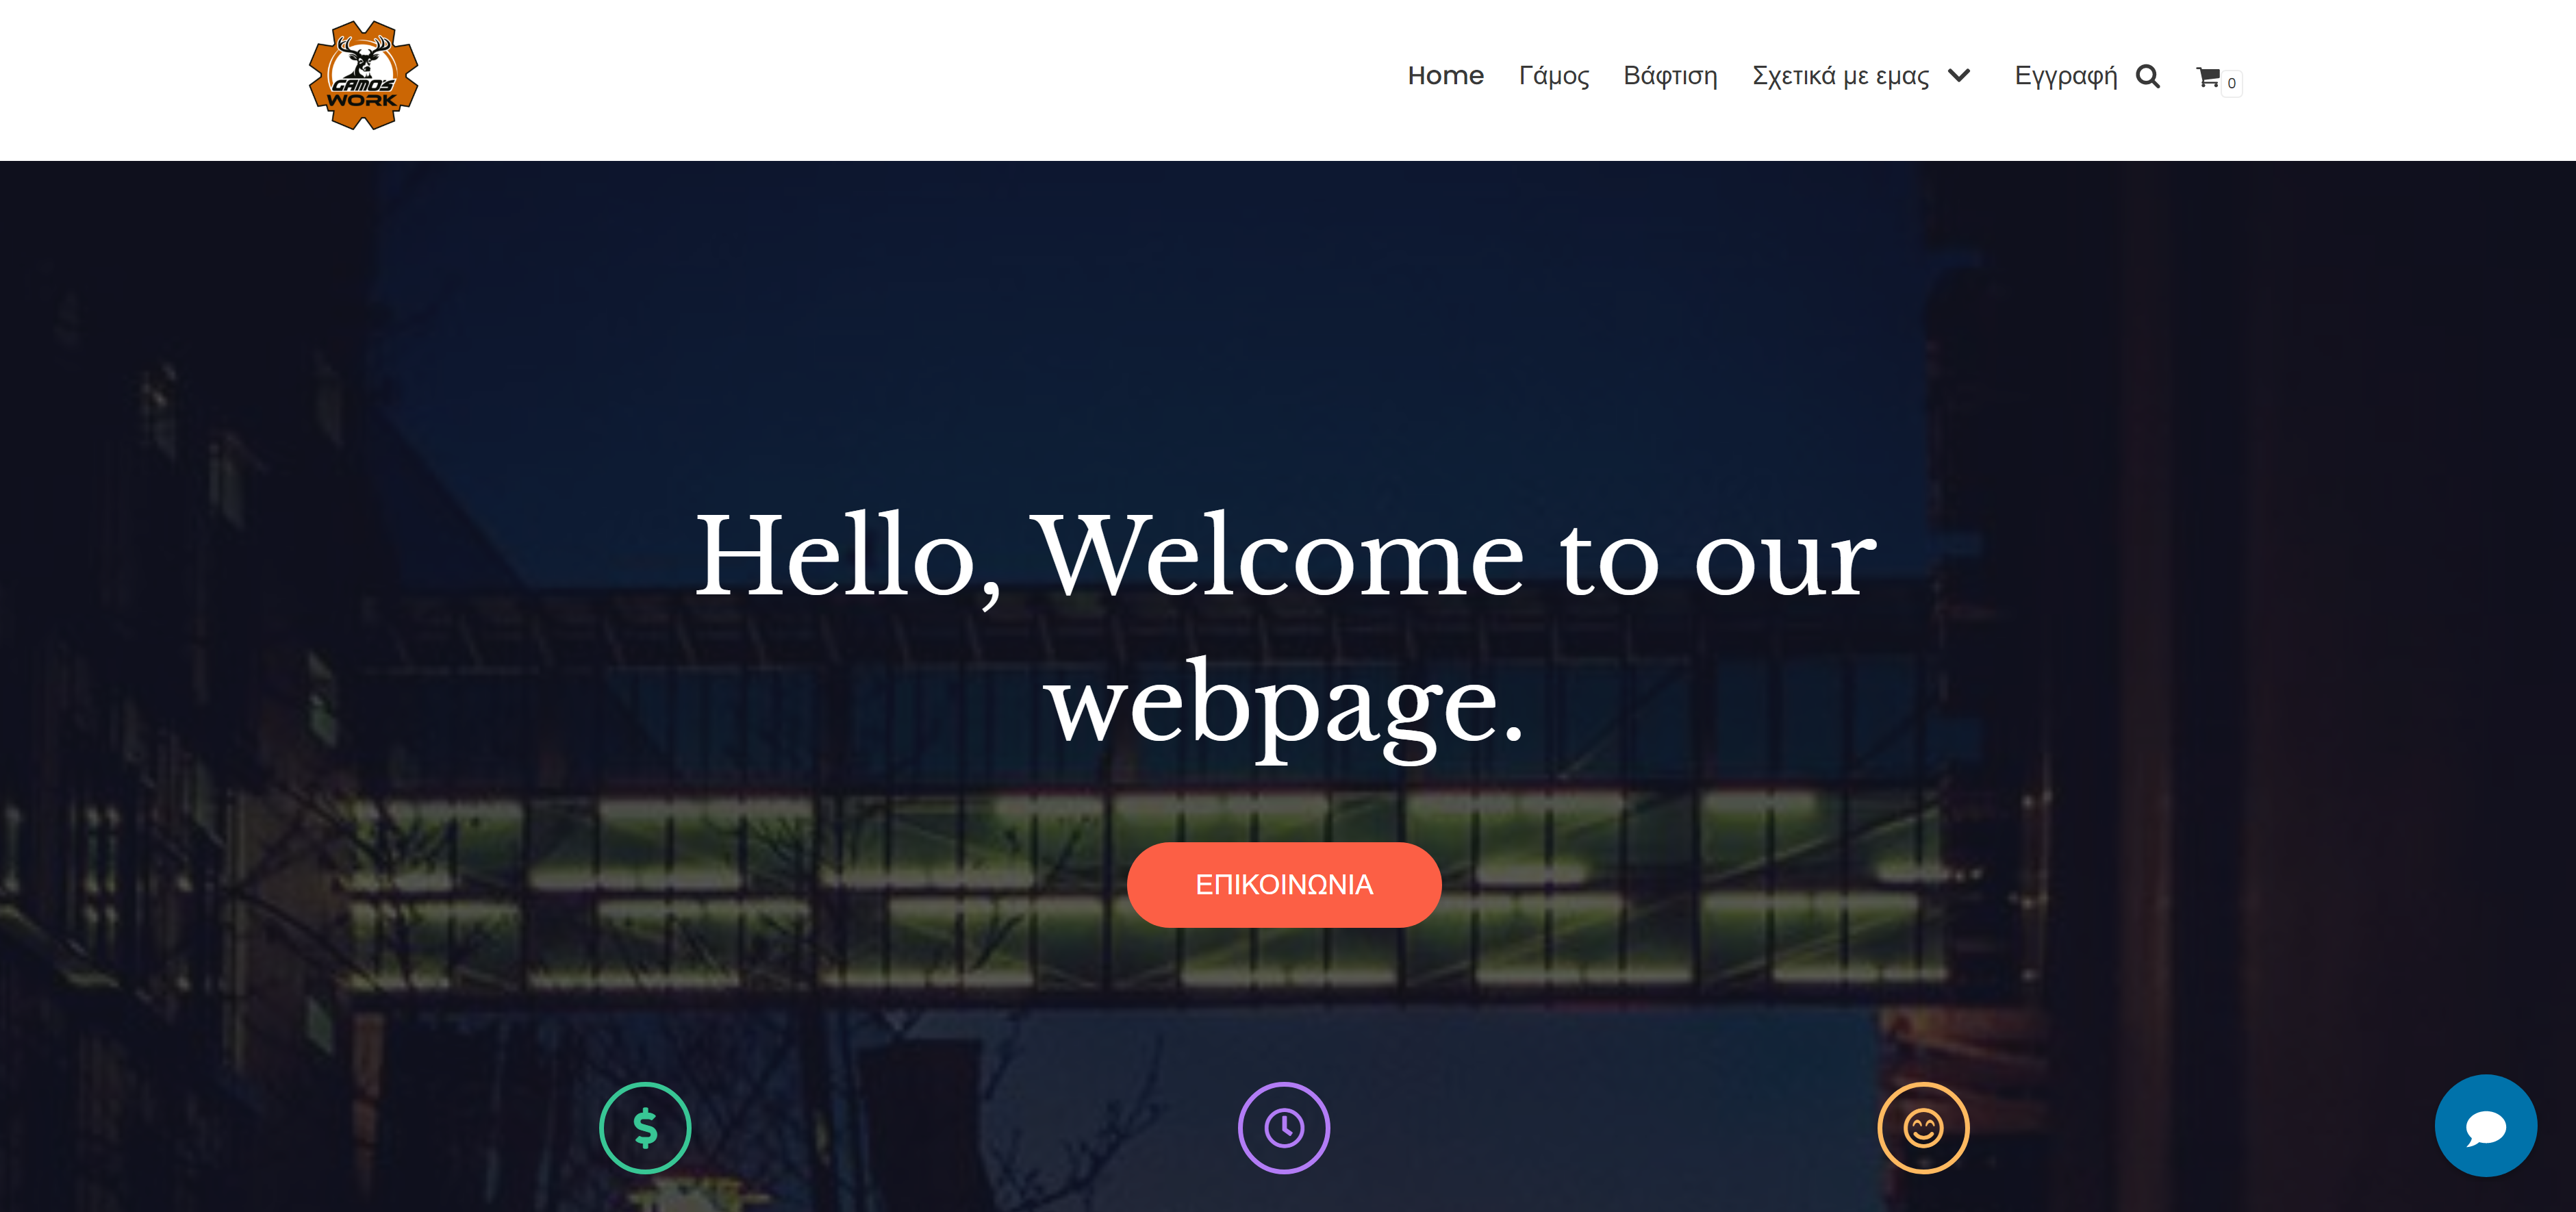 GAMO'S
WORK
Home Γάμος Βάφτιση Σχετικά με εμας Εγγραφή 0
Hello, Welcome to our
webpage.
ΕΠΙΚΟΙΝΩΝΙΑ